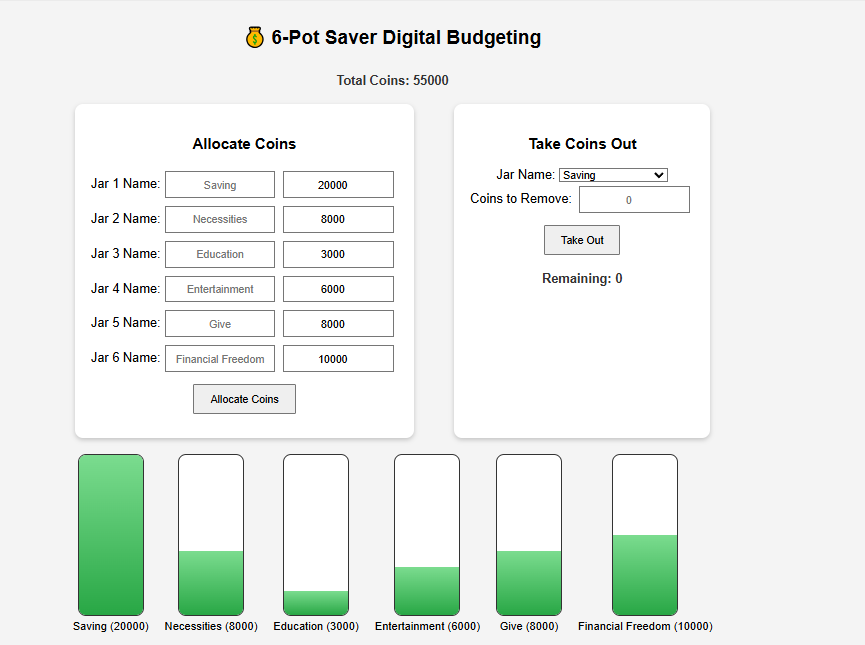 6-Pot Saver Digital Budgeting
Total Coins: 55000
Allocate Coins
Jar 1 Name: Saving 20000
Jar 2 Name: Necessities 8000
Jar 3 Name: Education 3000
Jar 4 Name: Entertainment 6000
Jar 5 Name: Give 8000
Jar 6 Name: Financial Freedom 10000
Allocate Coins
Take Coins Out
Jar Name: Saving
Coins to Remove: 0
Take Out
Remaining: 0
Saving (20000) Necessities (8000) Education (3000) Entertainment (6000) Give (8000) Financial Freedom (10000)